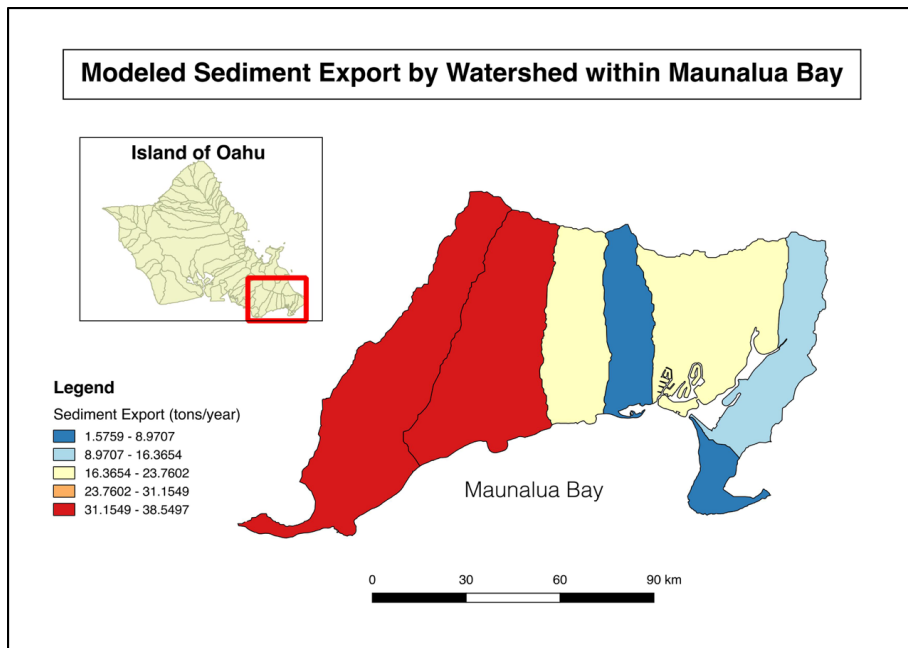 Modeled Sediment Export by Watershed within Maunalua Bay
Island of Oahu
Legend
Sediment Export (tons/year)
1.5759 - 8.9707
8.9707 - 16.3654
16.3654 - 23.7602
23.7602 - 31.1549
31.1549 - 38.5497
Maunalua Bay
0 30 60 90 km